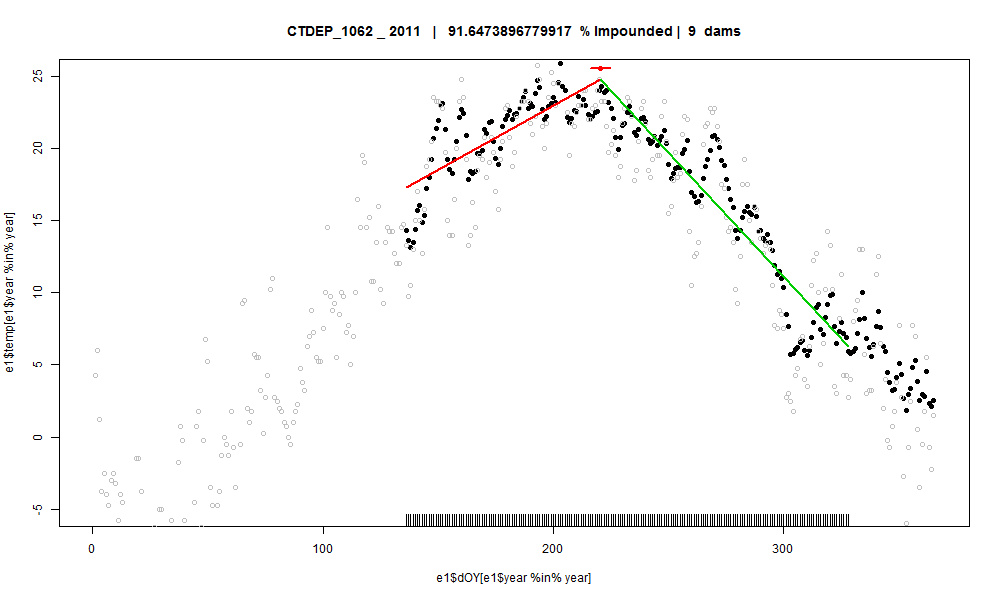 CTDEP_1062 _ 2011 | 91.6473896779917 % Impounded | 9 dams
25
20
15
10
5
0
-5
e1$temp[e1$year %in% year]
0 100 200 300
e1$dOY[e1$year %in% year]